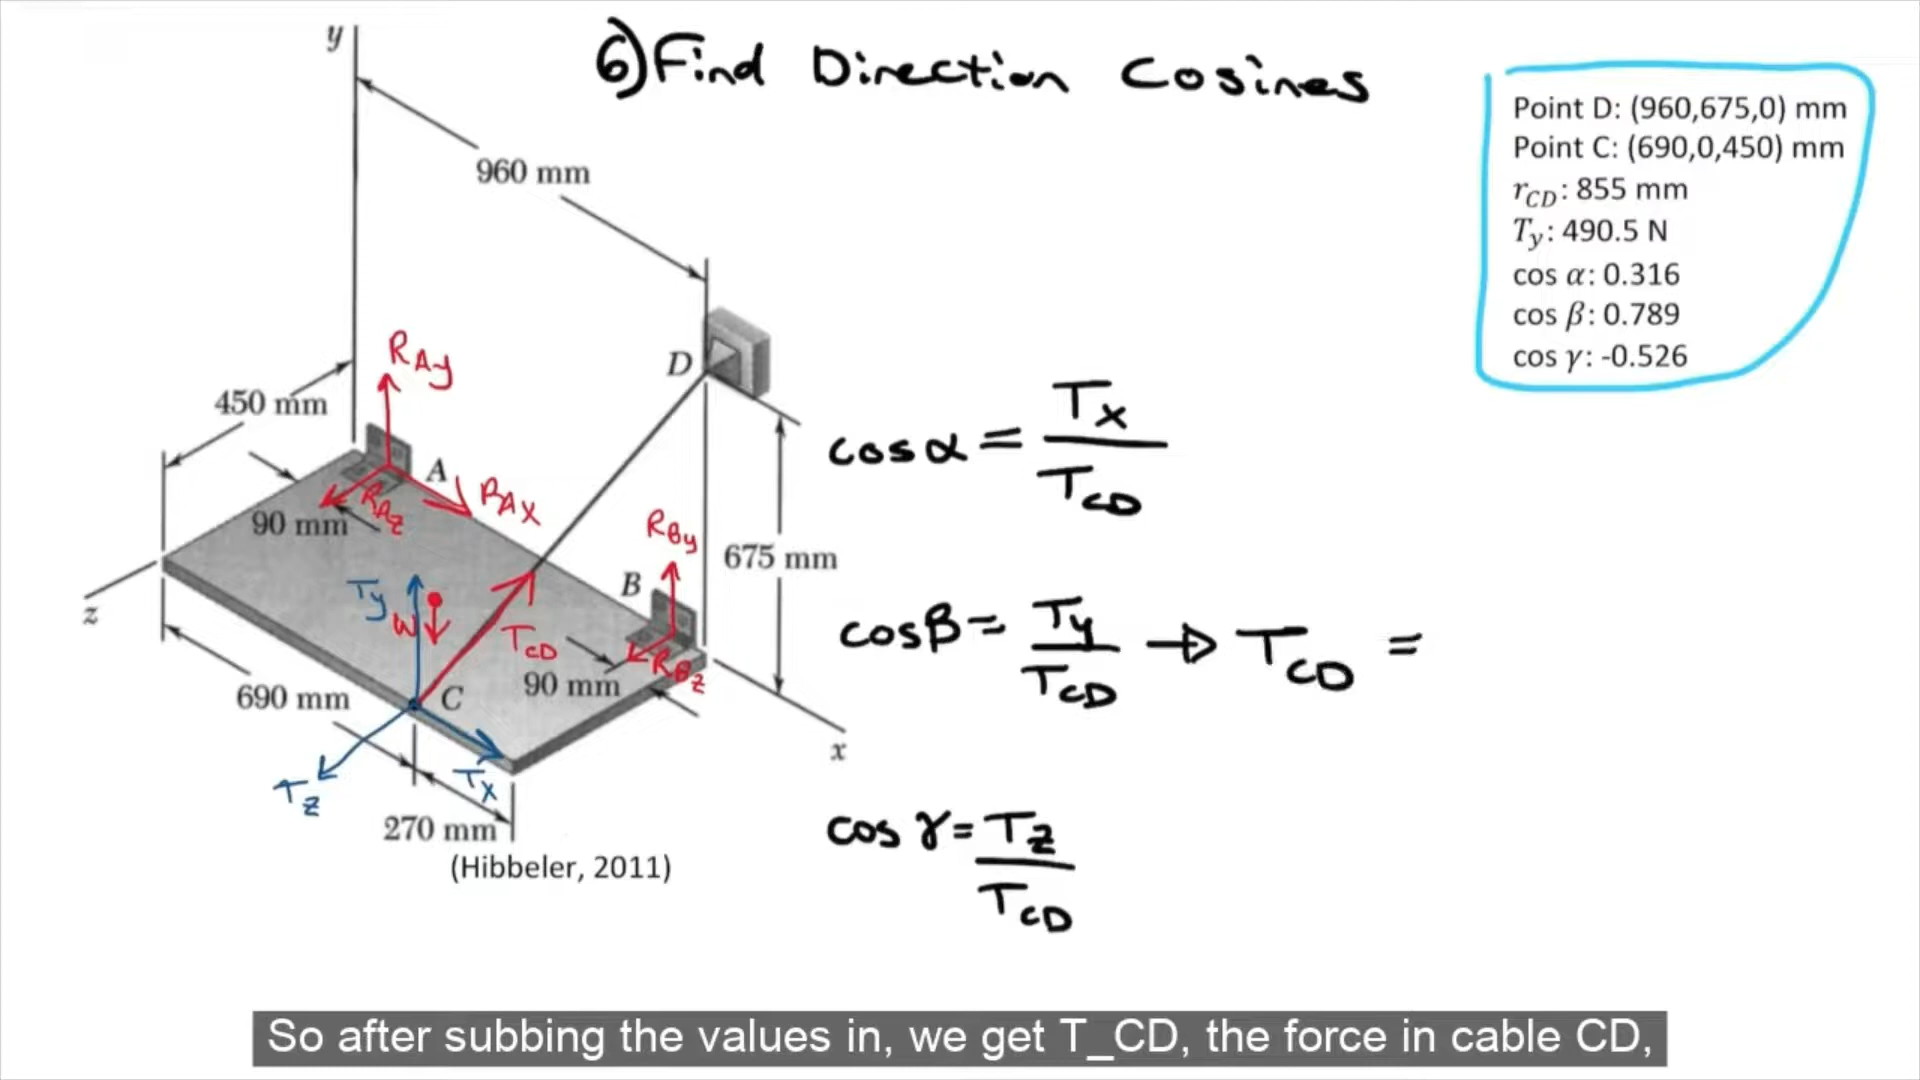 6) Find Direction Cosines
y
960 mm
Point D: (960,675,0) mm
Point C: (690,0,450) mm
r_CD: 855 mm
T_y: 490.5 N
cos α: 0.316
cos β: 0.789
cos γ: -0.526
R_Ay
D
450 mm
A
R_Az
R_Ax
90 mm
R_By
B
675 mm
z
T_y
W
T_CD
R_Bz
90 mm
690 mm
C
x
T_z
T_x
270 mm
(Hibbeler, 2011)
cos α = T_x / T_CD
cos β = T_y / T_CD → T_CD =
cos γ = T_z / T_CD
So after subbing the values in, we get T_CD, the force in cable CD,